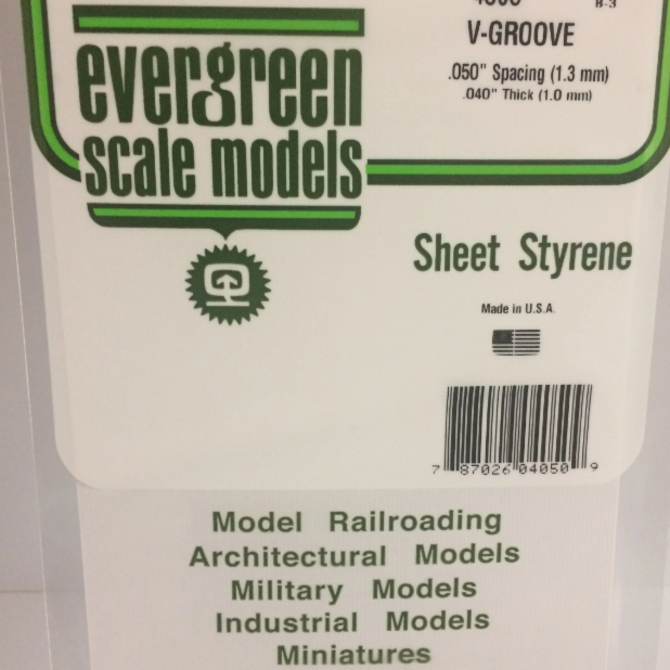 B-3
V-GROOVE
.050" Spacing (1.3 mm)
.040" Thick (1.0 mm)
evergreen
scale models
Sheet Styrene
Made in U.S.A.
7 87026 04050 9
Model Railroading
Architectural Models
Military Models
Industrial Models
Miniatures